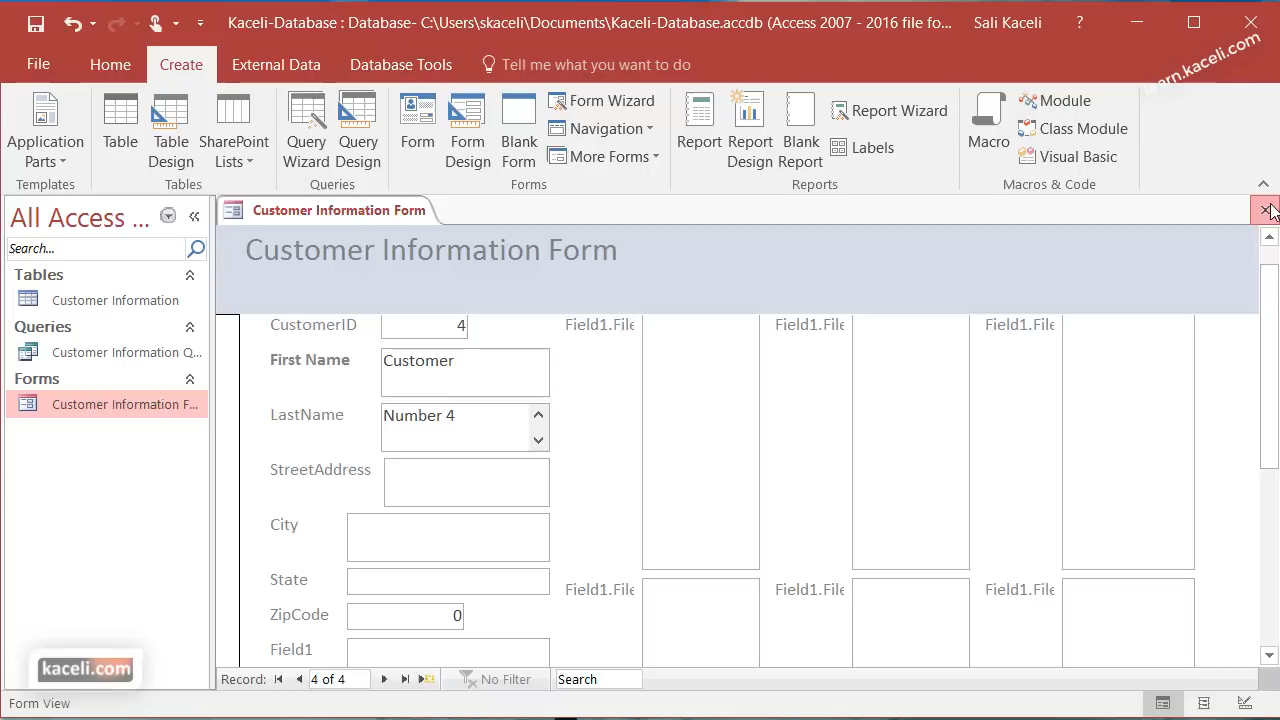 Kaceli-Database : Database- C:\Users\skaceli\Documents\Kaceli-Database.accdb (Access 2007 - 2016 file fo... Sali Kaceli ?
File Home Create External Data Database Tools Tell me what you want to do
Application Parts
Table
Table Design
SharePoint Lists
Query Wizard
Query Design
Form
Form Design
Blank Form
Form Wizard
Navigation
More Forms
Report
Report Design
Blank Report
Report Wizard
Labels
Macro
Module
Class Module
Visual Basic
Templates Tables Queries Forms Reports Macros & Code
All Access ...
Search...
Tables
Customer Information
Queries
Customer Information Q...
Forms
Customer Information F...
Customer Information Form
Customer Information Form
CustomerID 4 Field1.File Field1.File Field1.File
First Name Customer
LastName Number 4
StreetAddress
City
State
Field1.File Field1.File Field1.File
ZipCode 0
Field1
Record: 4 of 4 No Filter Search
Form View
kaceli.com